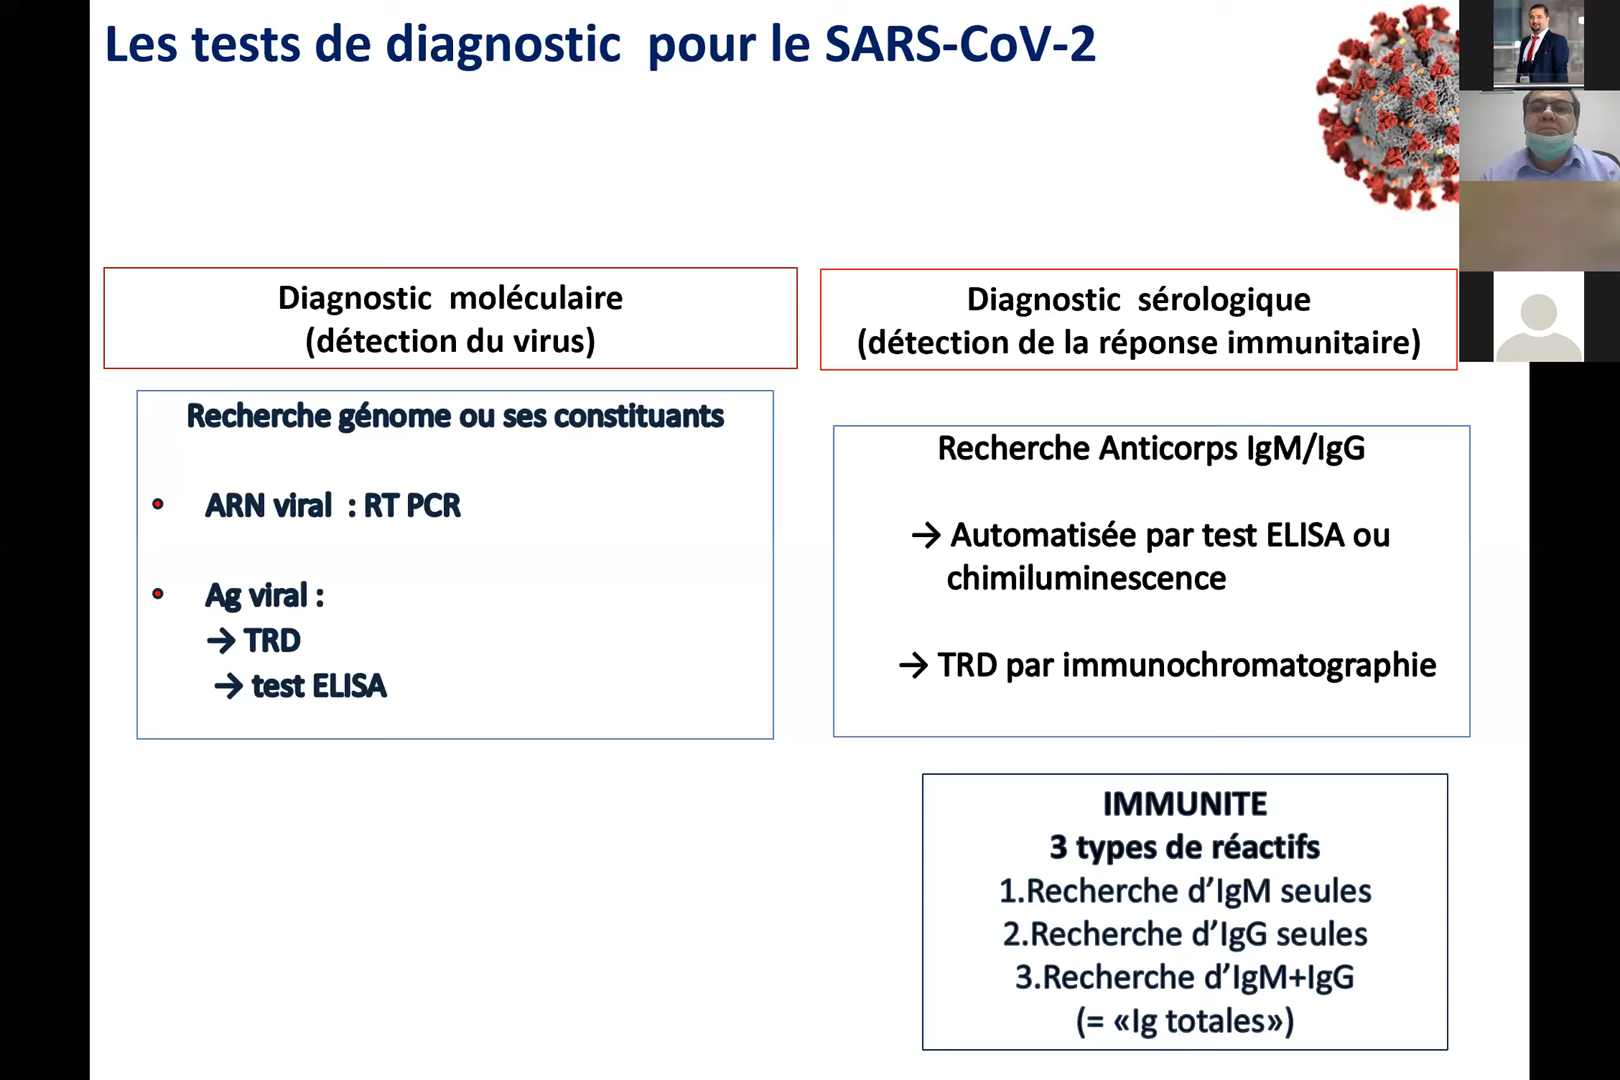 Les tests de diagnostic pour le SARS-CoV-2
Diagnostic moléculaire
(détection du virus)
Recherche génome ou ses constituants
• ARN viral : RT PCR
• Ag viral :
→ TRD
→ test ELISA
Diagnostic sérologique
(détection de la réponse immunitaire)
Recherche Anticorps IgM/IgG
→ Automatisée par test ELISA ou
chimiluminescence
→ TRD par immunochromatographie
IMMUNITE
3 types de réactifs
1.Recherche d’IgM seules
2.Recherche d’IgG seules
3.Recherche d’IgM+IgG
(= «Ig totales»)